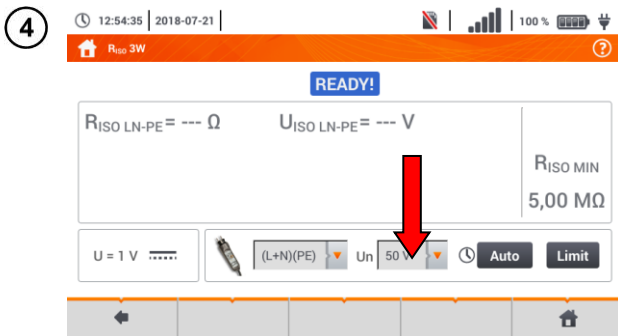 4
12:54:35 2018-07-21 100 %
RISO 3W ?
READY!
RISO LN-PE= --- Ω UISO LN-PE= --- V
RISO MIN
5,00 MΩ
U = 1 V (L+N)(PE) Un 50 V Auto Limit